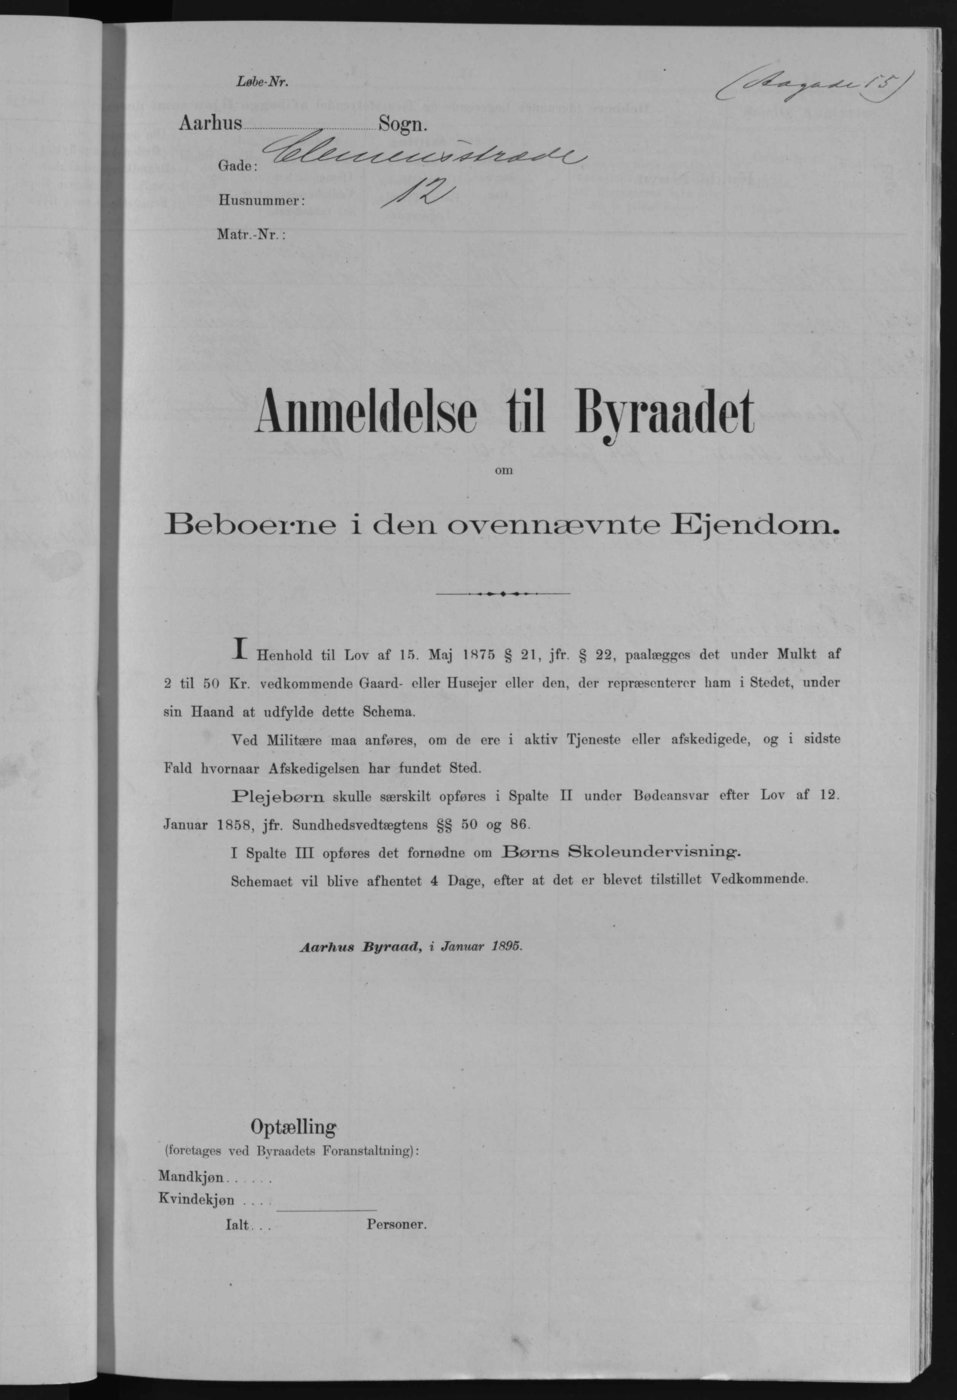 Løbe-Nr.
(Aagade 15)
Aarhus Sogn.
Gade: Clemensstræde
Husnummer: 12
Matr.-Nr.:
Anmeldelse til Byraadet
om
Beboerne i den ovennævnte Ejendom.
I Henhold til Lov af 15. Maj 1875 § 21, jfr. § 22, paalægges det under Mulkt af
2 til 50 Kr. vedkommende Gaard- eller Husejer eller den, der repræsenterer ham i Stedet, under
sin Haand at udfylde dette Schema.
Ved Militære maa anføres, om de ere i aktiv Tjeneste eller afskedigede, og i sidste
Fald hvornaar Afskedigelsen har fundet Sted.
Plejebørn skulle særskilt opføres i Spalte II under Bødeansvar efter Lov af 12.
Januar 1858, jfr. Sundhedsvedtægtens §§ 50 og 86.
I Spalte III opføres det fornødne om Børns Skoleundervisning.
Schemaet vil blive afhentet 4 Dage, efter at det er blevet tilstillet Vedkommende.
Aarhus Byraad, i Januar 1895.
Optælling
(foretages ved Byraadets Foranstaltning):
Mandkjøn......
Kvindekjøn ....
Ialt... Personer.